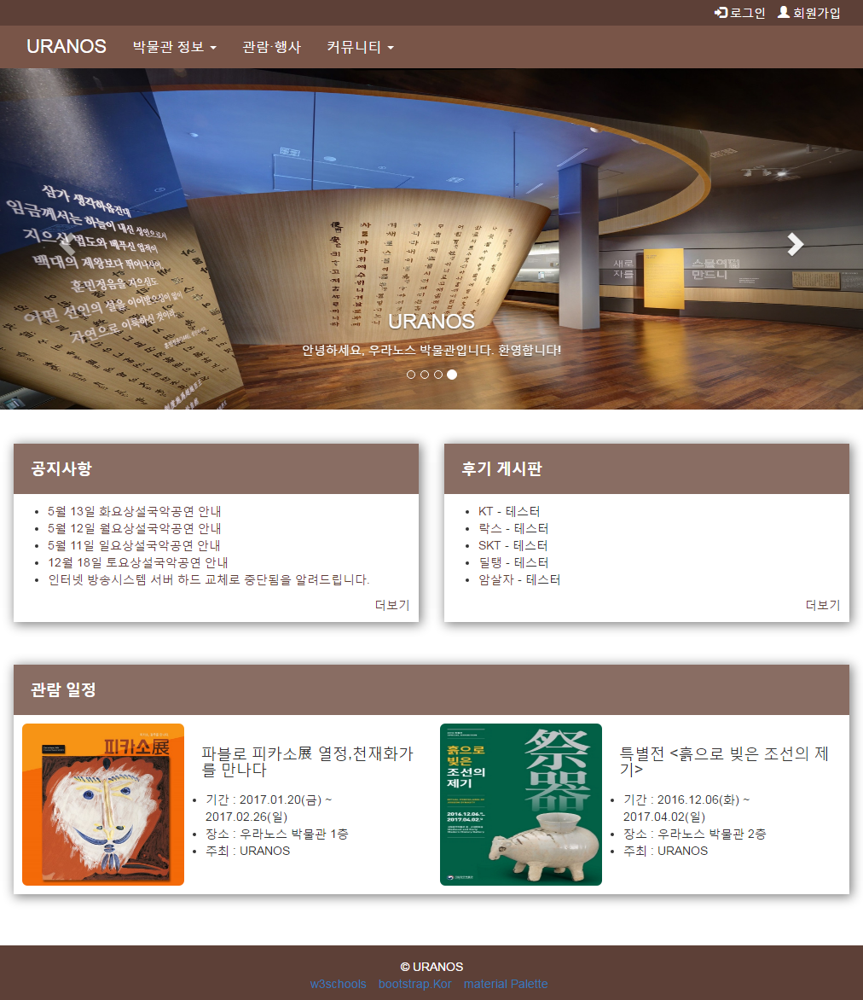 로그인 회원가입
URANOS 박물관 정보 관람·행사 커뮤니티
삼가 생각하옵건대
임금께서는 하늘이 내신 성인으로서
지으신 법도와 베푸신 업적이
백대의 제왕보다 뛰어나시어,
훈민정음을 지으심도
어떤 선인의 설을 이어받으심이 없이
자연으로 이룩하신 것이라.
새로 스믈여덟
자를 만드니
URANOS
안녕하세요, 우라노스 박물관입니다. 환영합니다!
공지사항
5월 13일 화요상설국악공연 안내
5월 12일 월요상설국악공연 안내
5월 11일 일요상설국악공연 안내
12월 18일 토요상설국악공연 안내
인터넷 방송시스템 서버 하드 교체로 중단됨을 알려드립니다.
더보기
후기 게시판
KT - 테스터
락스 - 테스터
SKT - 테스터
딜탱 - 테스터
암살자 - 테스터
더보기
관람 일정
피카소展
파블로 피카소展 열정,천재화가
를 만나다
기간 : 2017.01.20(금) ~
2017.02.26(일)
장소 : 우라노스 박물관 1층
주최 : URANOS
祭器
흙으로
빚은
조선의
제기
2016.12.06.
2017.04.02.
특별전 <흙으로 빚은 조선의 제
기>
기간 : 2016.12.06(화) ~
2017.04.02(일)
장소 : 우라노스 박물관 2층
주최 : URANOS
© URANOS
w3schools bootstrap.Kor material Palette